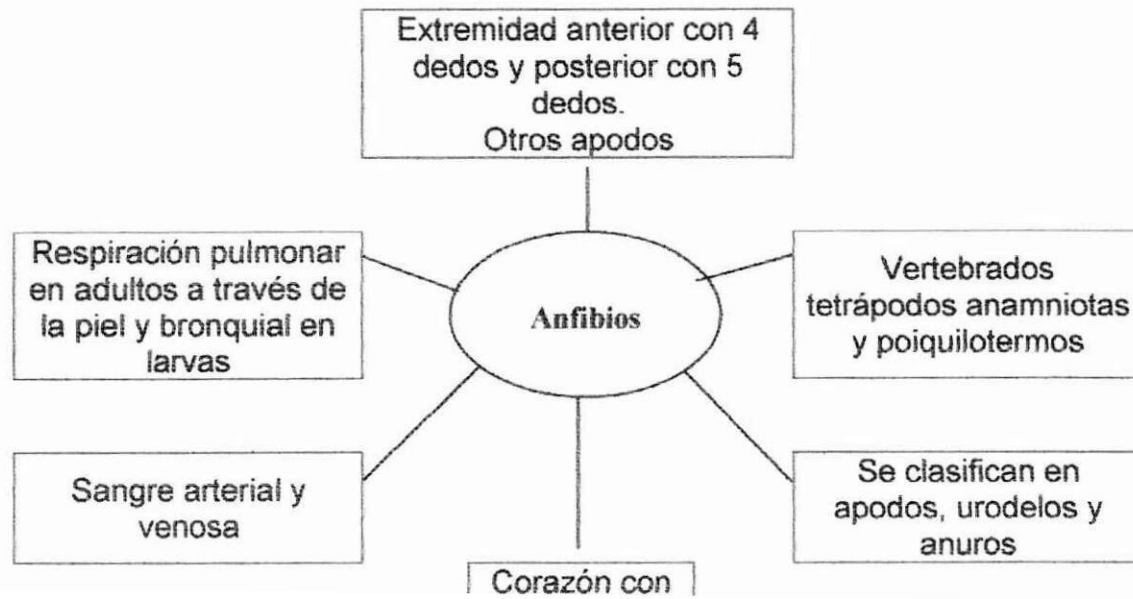 Extremidad anterior con 4
dedos y posterior con 5
dedos.
Otros apodos
Respiración pulmonar
en adultos a través de
la piel y bronquial en
larvas
Anfibios
Vertebrados
tetrápodos anamniotas
y poiquilotermos
Sangre arterial y
venosa
Se clasifican en
apodos, urodelos y
anuros
Corazón con